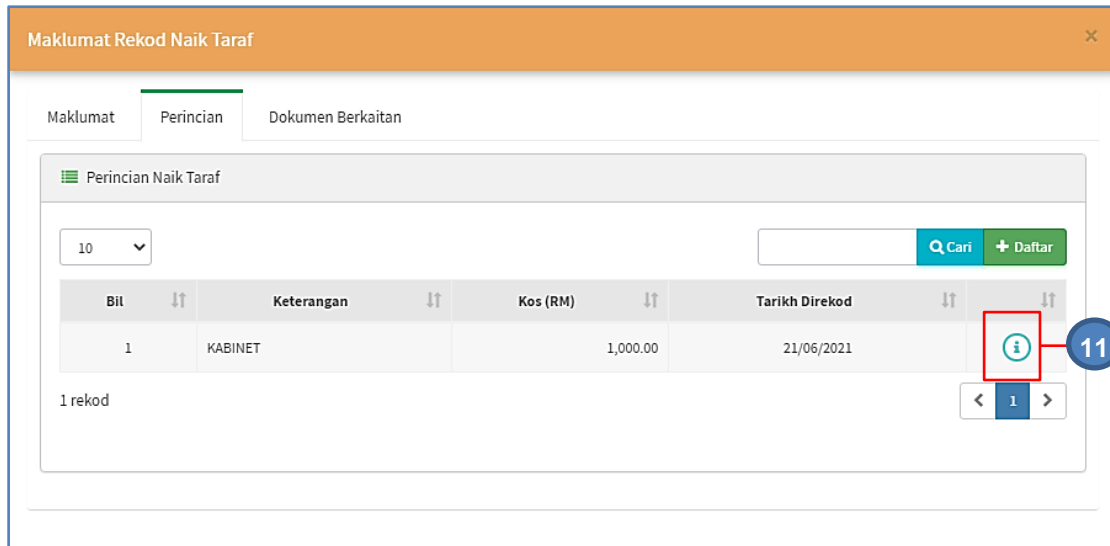 Maklumat Rekod Naik Taraf ×
Maklumat Perincian Dokumen Berkaitan
Perincian Naik Taraf
10 Cari + Daftar
Bil Keterangan Kos (RM) Tarikh Direkod
1 KABINET 1,000.00 21/06/2021 i 11
1 rekod < 1 >